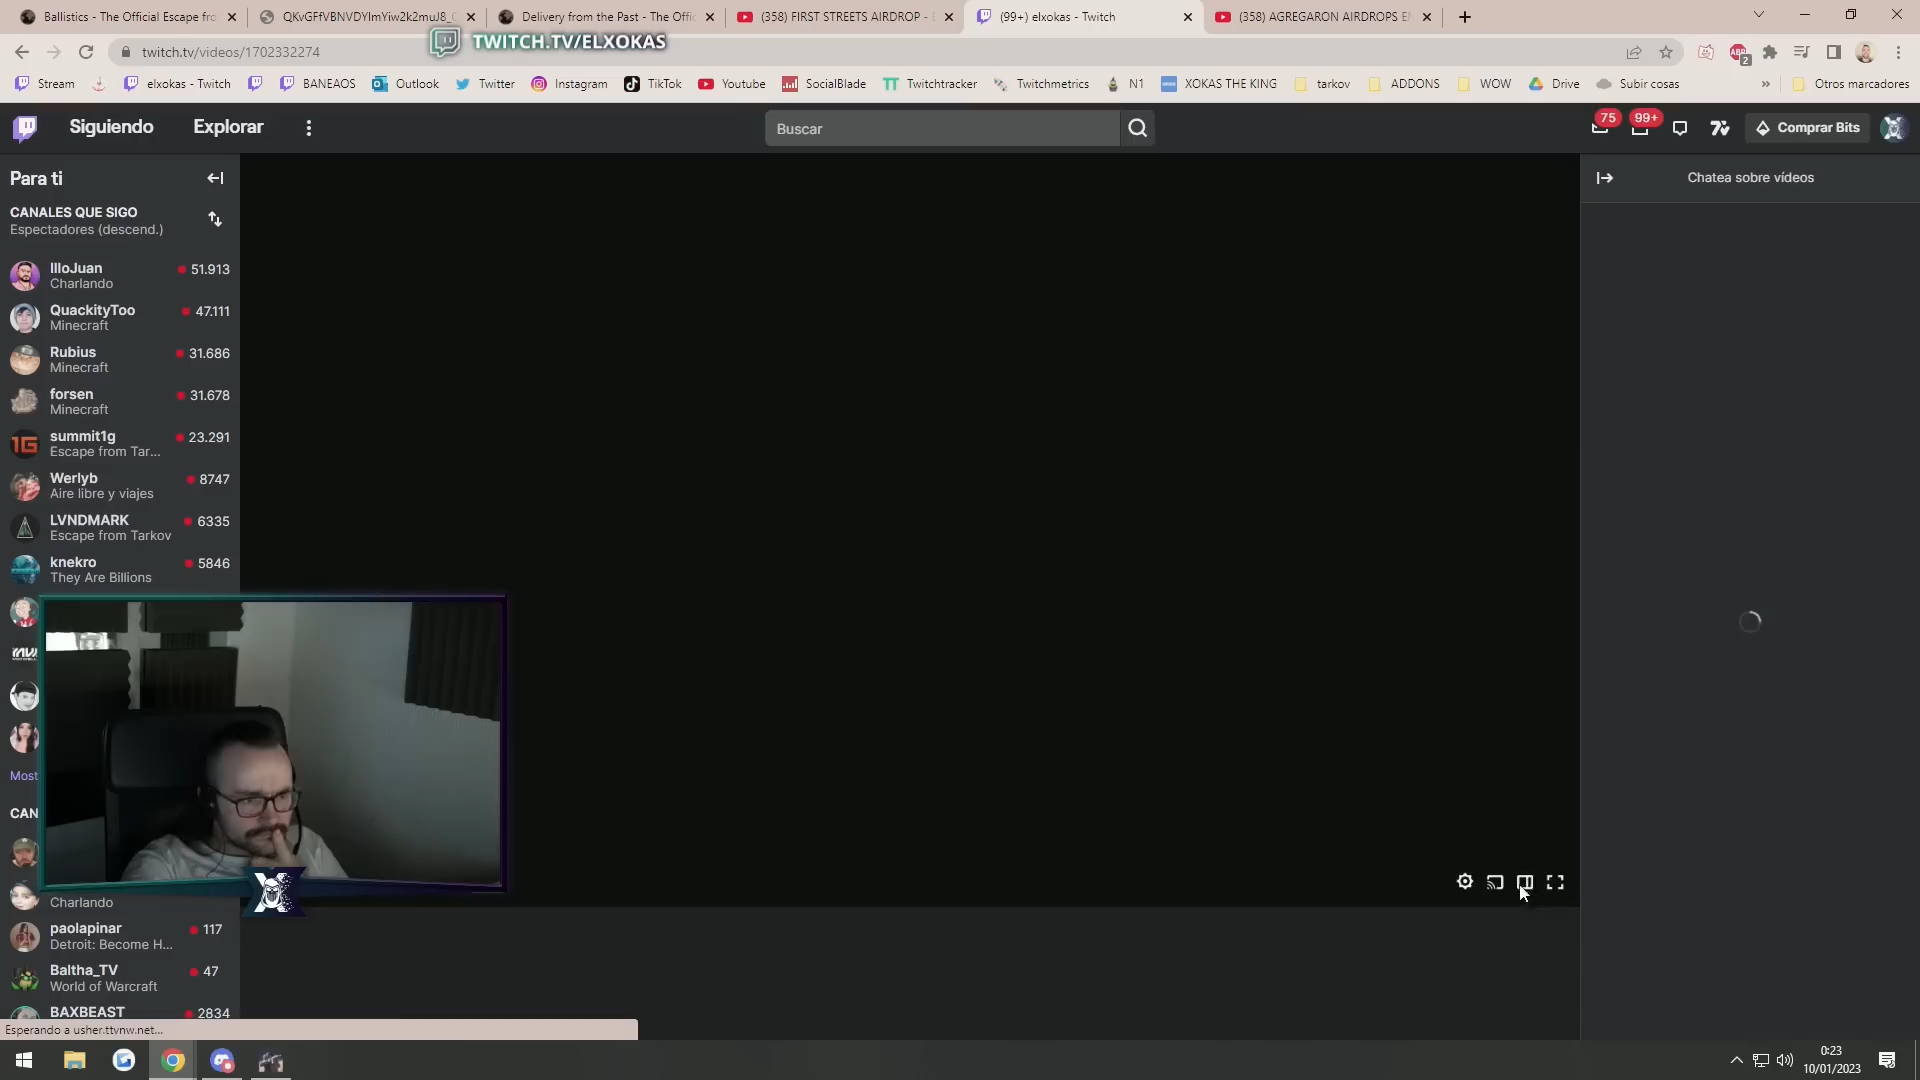 Ballistics - The Official Escape fro
QKvGFfVBNVDYImYiw2k2muJ8_
Delivery from the Past - The Offic
(358) FIRST STREETS AIRDROP -
(99+) elxokas - Twitch
(358) AGREGARON AIRDROPS E
twitch.tv/videos/1702332274
TWITCH.TV/ELXOKAS
2
Stream
elxokas - Twitch
BANEAOS
Outlook
Twitter
Instagram
TikTok
Youtube
SocialBlade
Twitchtracker
Twitchmetrics
N1
XOKAS THE KING
tarkov
ADDONS
WOW
Drive
Subir cosas
»
Otros marcadores
Siguiendo
Explorar
Buscar
75
99+
Comprar Bits
Para ti
CANALES QUE SIGO
Espectadores (descend.)
IlloJuan 51.913
Charlando
QuackityToo 47.111
Minecraft
Rubius 31.686
Minecraft
forsen 31.678
Minecraft
summit1g 23.291
Escape from Tar...
Werlyb 8747
Aire libre y viajes
LVNDMARK 6335
Escape from Tarkov
knekro 5846
They Are Billions
Most
CAN
Charlando
paolapinar 117
Detroit: Become H...
Baltha_TV 47
World of Warcraft
BAXBEAST 2834
Esperando a usher.ttvnw.net...
Chatea sobre vídeos
0:23
10/01/2023